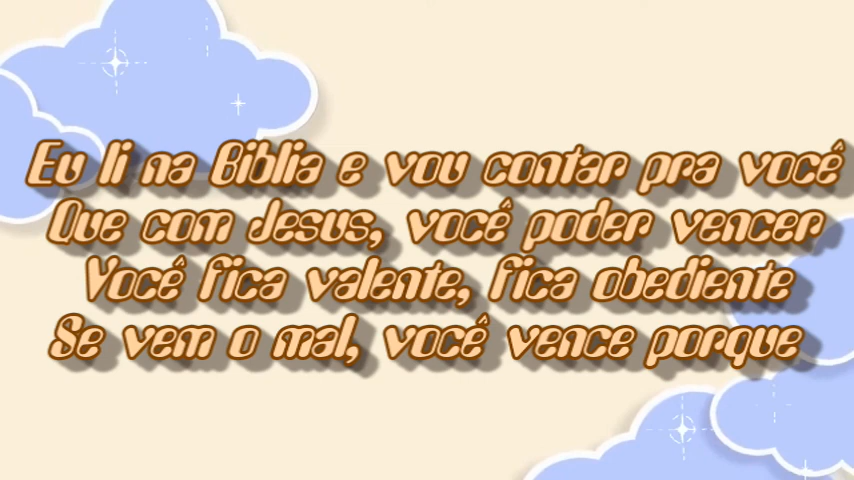 Eu li na Biblia e vou contar pra você
Que com Jesus, você poder vencer
Você fica valente, fica obediente
Se vem o mal, você vence porque